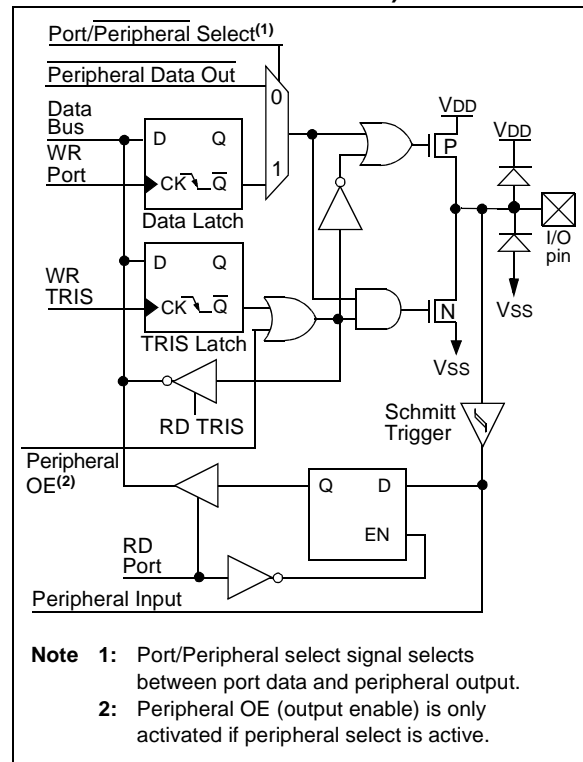 Port/Peripheral Select(1)
Peripheral Data Out
Data
Bus
WR
Port
D Q
CK Q
Data Latch
0
1
VDD
P
VDD
I/O
pin
WR
TRIS
D Q
CK Q
TRIS Latch
N
VSS
VSS
RD TRIS
Schmitt
Trigger
Peripheral
OE(2)
Q D
EN
RD
Port
Peripheral Input
Note 1: Port/Peripheral select signal selects
between port data and peripheral output.
2: Peripheral OE (output enable) is only
activated if peripheral select is active.